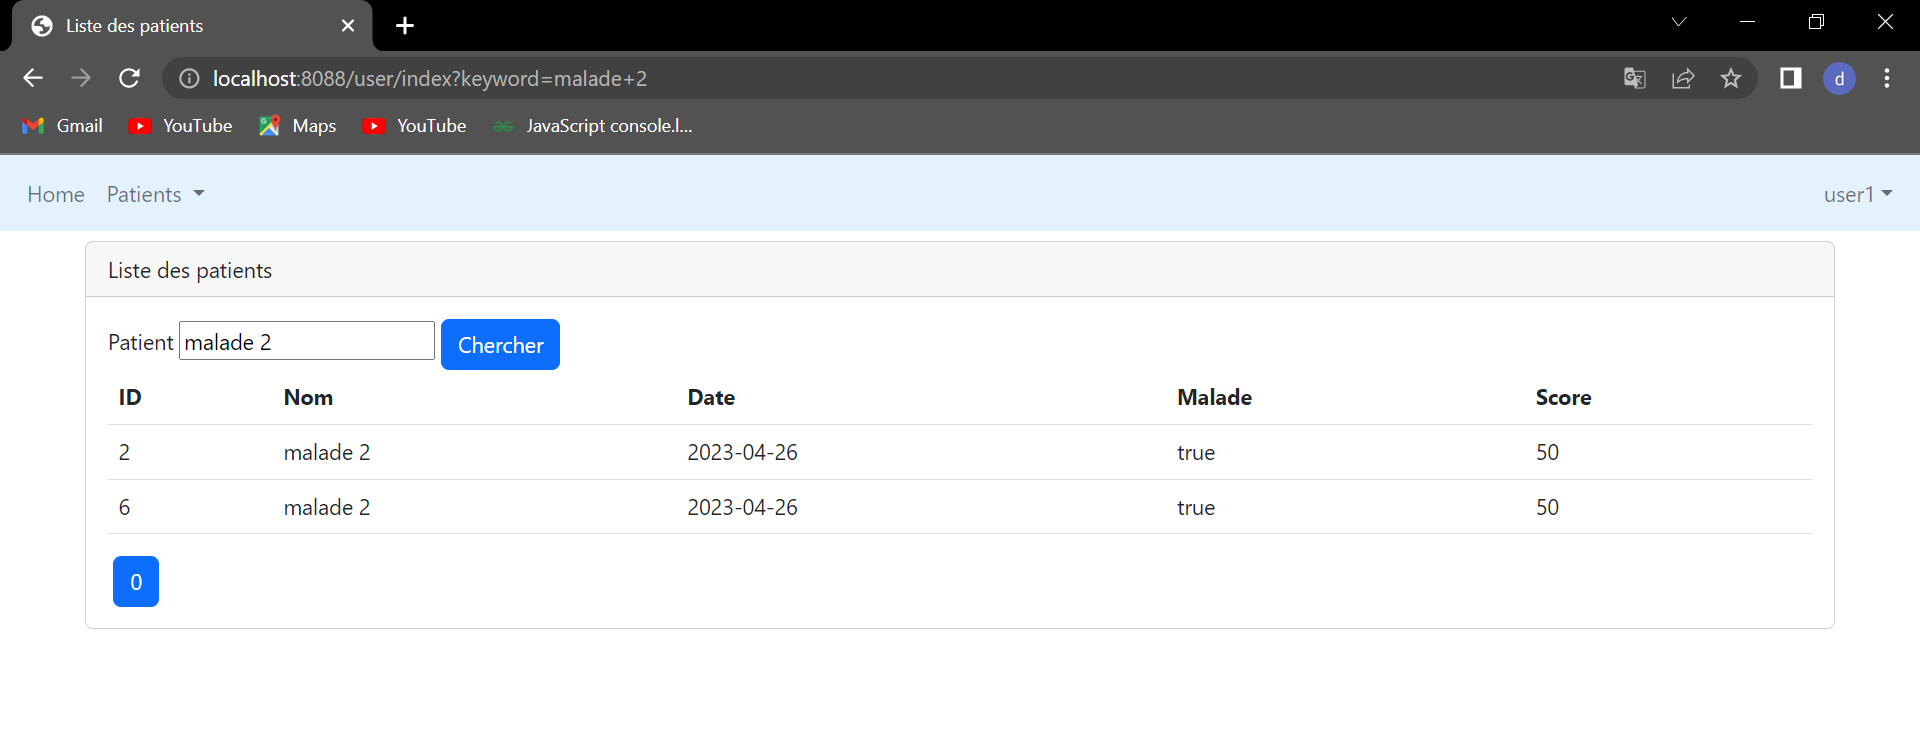 Liste des patients
localhost:8088/user/index?keyword=malade+2
d
Gmail YouTube Maps YouTube JavaScript console.l...
Home Patients user1
Liste des patients
Patient malade 2 Chercher
ID Nom Date Malade Score
2 malade 2 2023-04-26 true 50
6 malade 2 2023-04-26 true 50
0